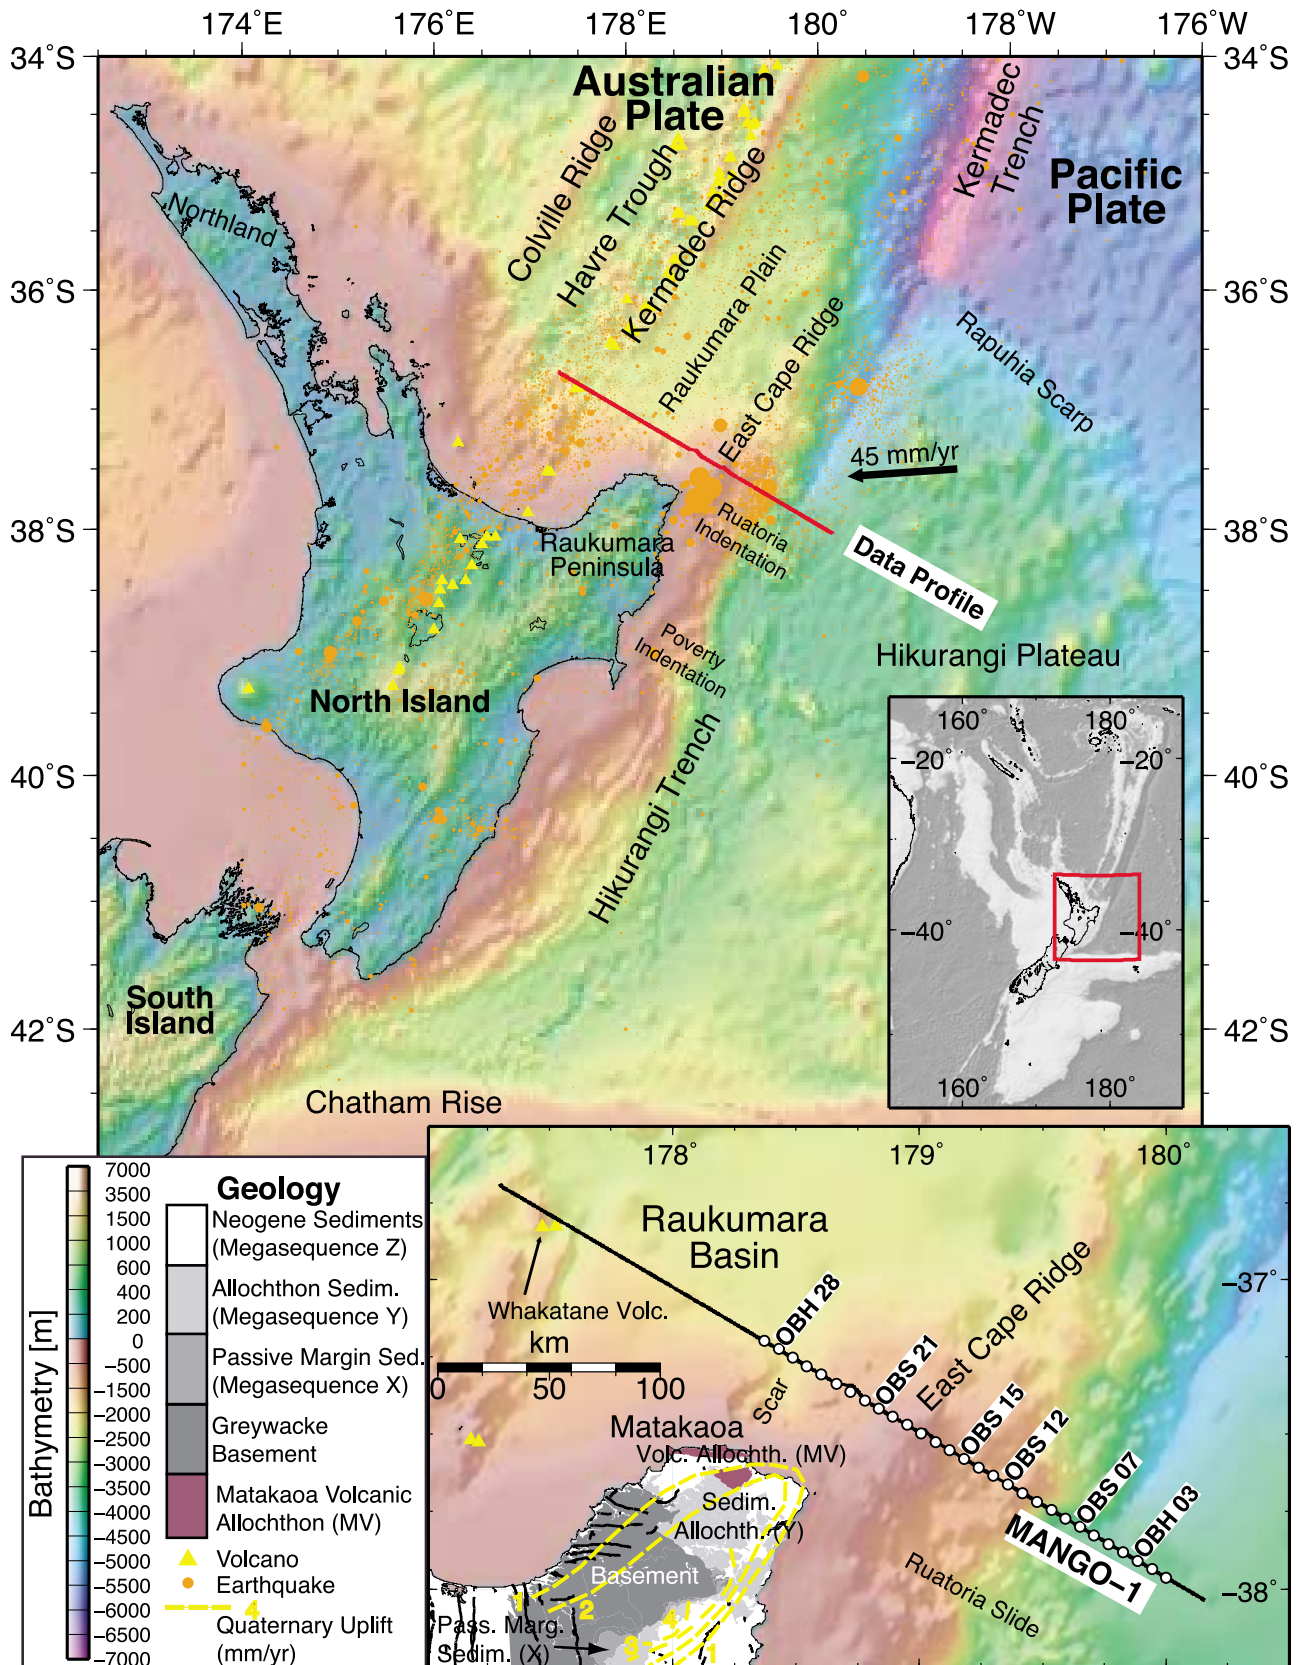 174°E 176°E 178°E 180° 178°W 176°W
34°S
34°S
Australian
Plate
Kermadec
Trench
Pacific
Plate
Colville Ridge
Havre Trough
Kermadec Ridge
Northland
Raukumara Plain
East Cape Ridge
36°S
36°S
Rapuhia Scarp
45 mm/yr
38°S
38°S
Raukumara
Peninsula
Ruatoria
Indentation
Data Profile
Poverty
Indentation
Hikurangi Plateau
North Island
Hikurangi Trench
40°S
40°S
160° 180°
−20° −20°
−40° −40°
160° 180°
South
Island
42°S
42°S
Chatham Rise
Bathymetry [m]
7000
3500
1500
1000
600
400
200
0
−500
−1500
−2000
−2500
−3000
−3500
−4000
−4500
−5000
−5500
−6000
−6500
−7000
Geology
Neogene Sediments
(Megasequence Z)
Allochthon Sedim.
(Megasequence Y)
Passive Margin Sed.
(Megasequence X)
Greywacke
Basement
Matakaoa Volcanic
Allochthon (MV)
Volcano
Earthquake
4
Quaternary Uplift
(mm/yr)
178° 179° 180°
Raukumara
Basin
−37°
Whakatane Volc.
km
0 50 100
OBH 28
OBS 21
East Cape Ridge
OBS 15
OBS 12
OBS 07
OBH 03
MANGO−1
Scar
Matakaoa
Volc. Allochth. (MV)
Sedim.
Allochth. (Y)
Basement
Ruatoria Slide
−38°
1
2
4
3
1
Pass. Marg.
Sedim. (X)